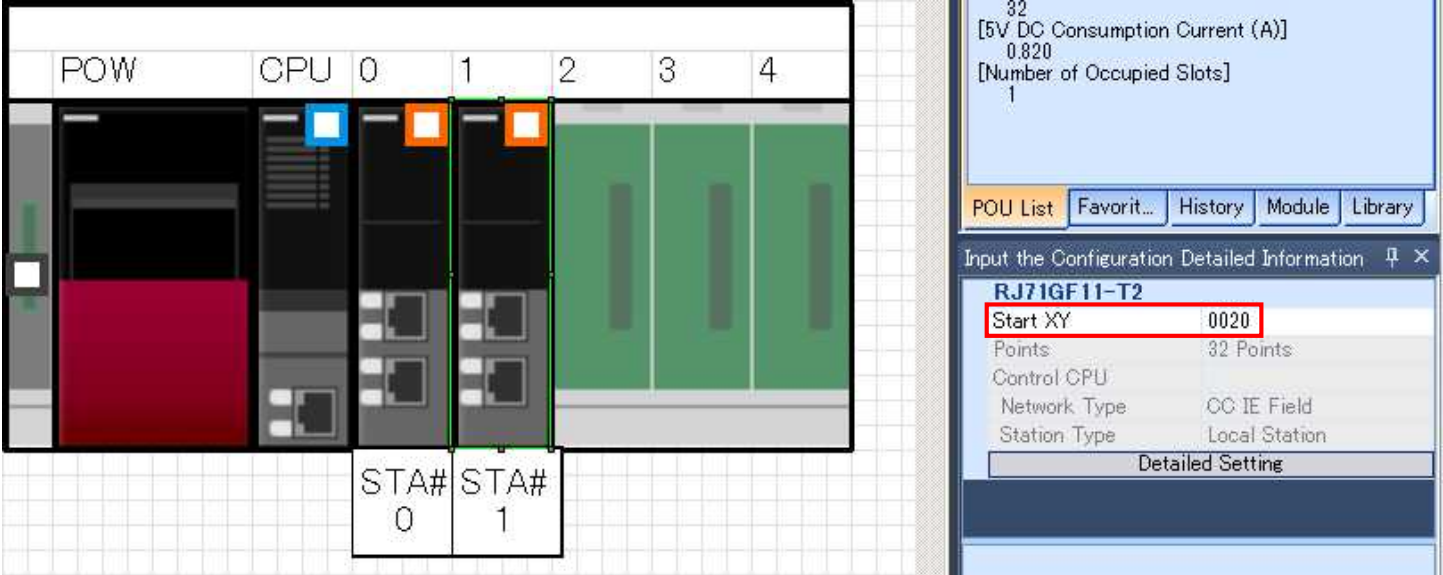 POW CPU 0 1 2 3 4
STA# STA#
0 1
32
[5V DC Consumption Current (A)]
0.820
[Number of Occupied Slots]
1
POU List Favorit... History Module Library
Input the Configuration Detailed Information
RJ71GF11-T2
Start XY 0020
Points 32 Points
Control CPU
Network Type CC IE Field
Station Type Local Station
Detailed Setting